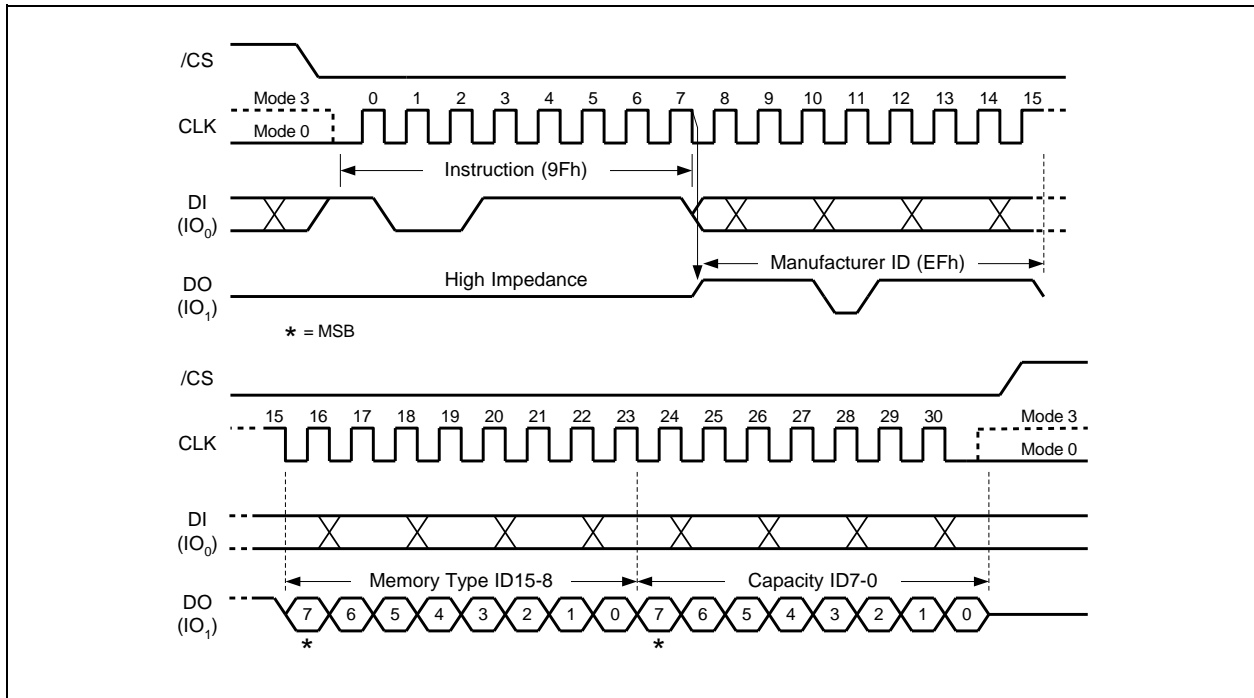 /CS
Mode 3 0 1 2 3 4 5 6 7 8 9 10 11 12 13 14 15
CLK
Mode 0
Instruction (9Fh)
DI
(IO0)
Manufacturer ID (EFh)
DO
(IO1)
High Impedance
* = MSB
/CS
15 16 17 18 19 20 21 22 23 24 25 26 27 28 29 30 Mode 3
CLK
Mode 0
DI
(IO0)
Memory Type ID15-8 Capacity ID7-0
DO
(IO1)
7 6 5 4 3 2 1 0 7 6 5 4 3 2 1 0
* *